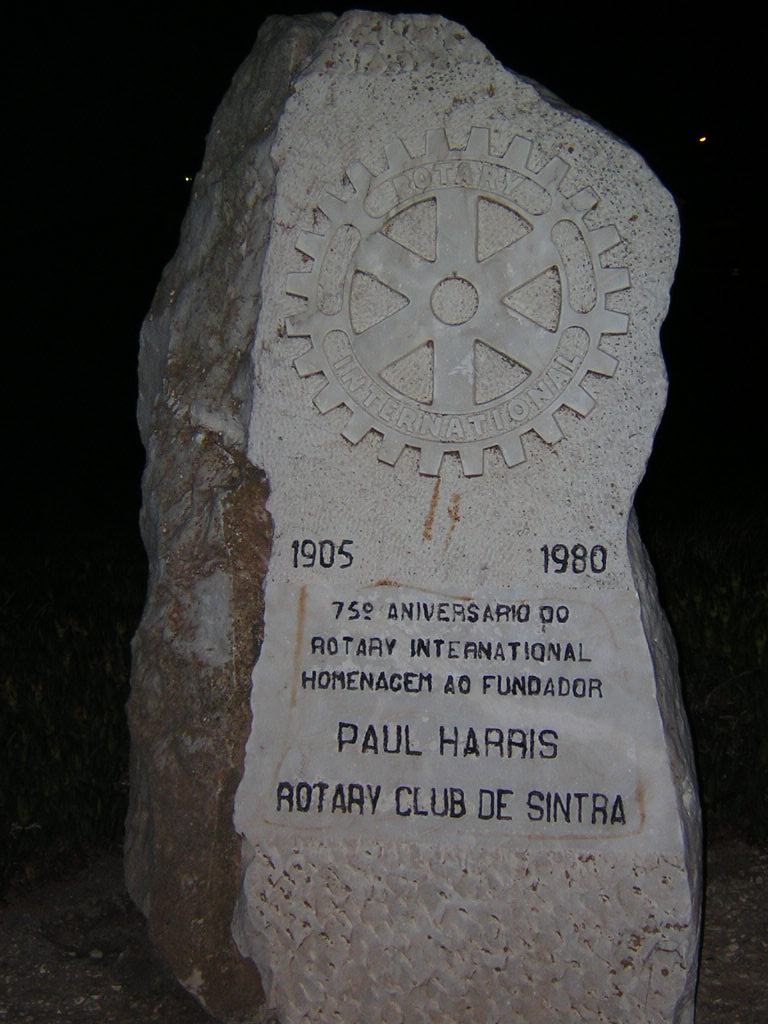 ROTARY
INTERNATIONAL
1905 1980
75º ANIVERSARIO DO
ROTARY INTERNATIONAL
HOMENAGEM AO FUNDADOR
PAUL HARRIS
ROTARY CLUB DE SINTRA